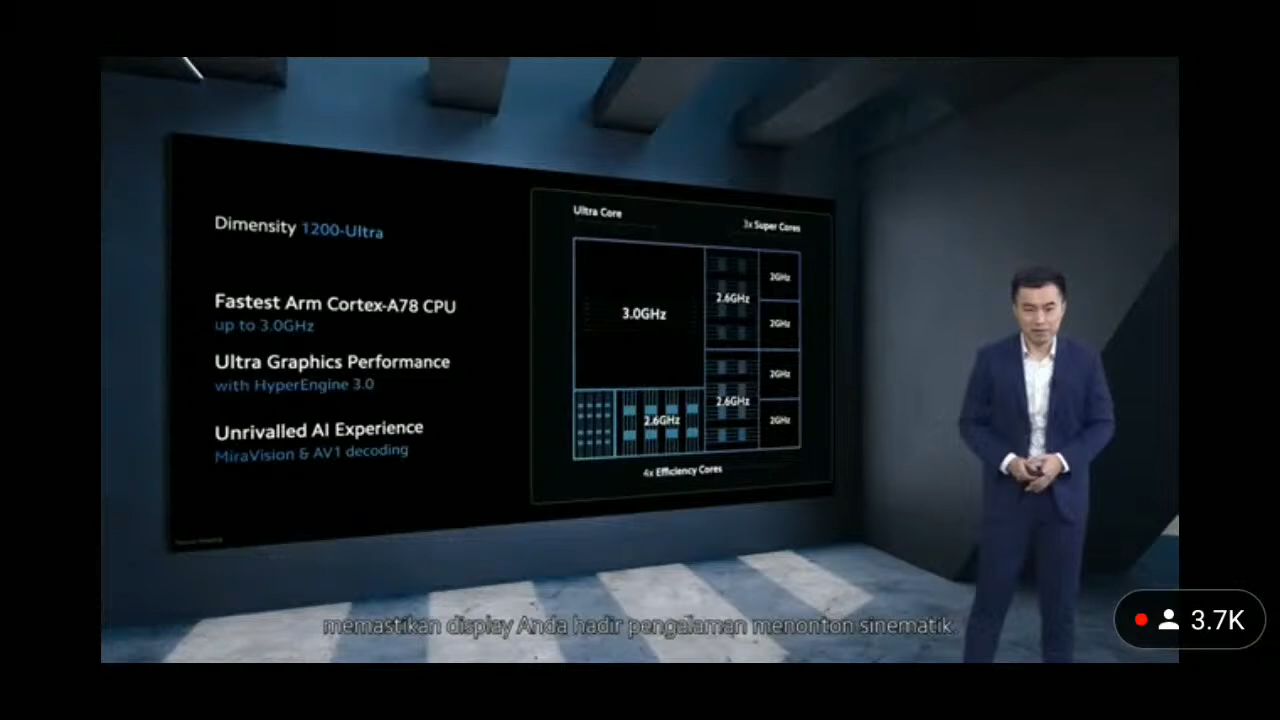 Dimensity 1200-Ultra
Fastest Arm Cortex-A78 CPU
up to 3.0GHz
Ultra Graphics Performance
with HyperEngine 3.0
Unrivalled AI Experience
MiraVision & AV1 decoding
Ultra Core
3x Super Cores
3.0GHz
2.6GHz
2.6GHz
2.6GHz
2GHz
2GHz
2GHz
2GHz
4x Efficiency Cores
memastikan display Anda hadir pengalaman menonton sinematik.
3.7K